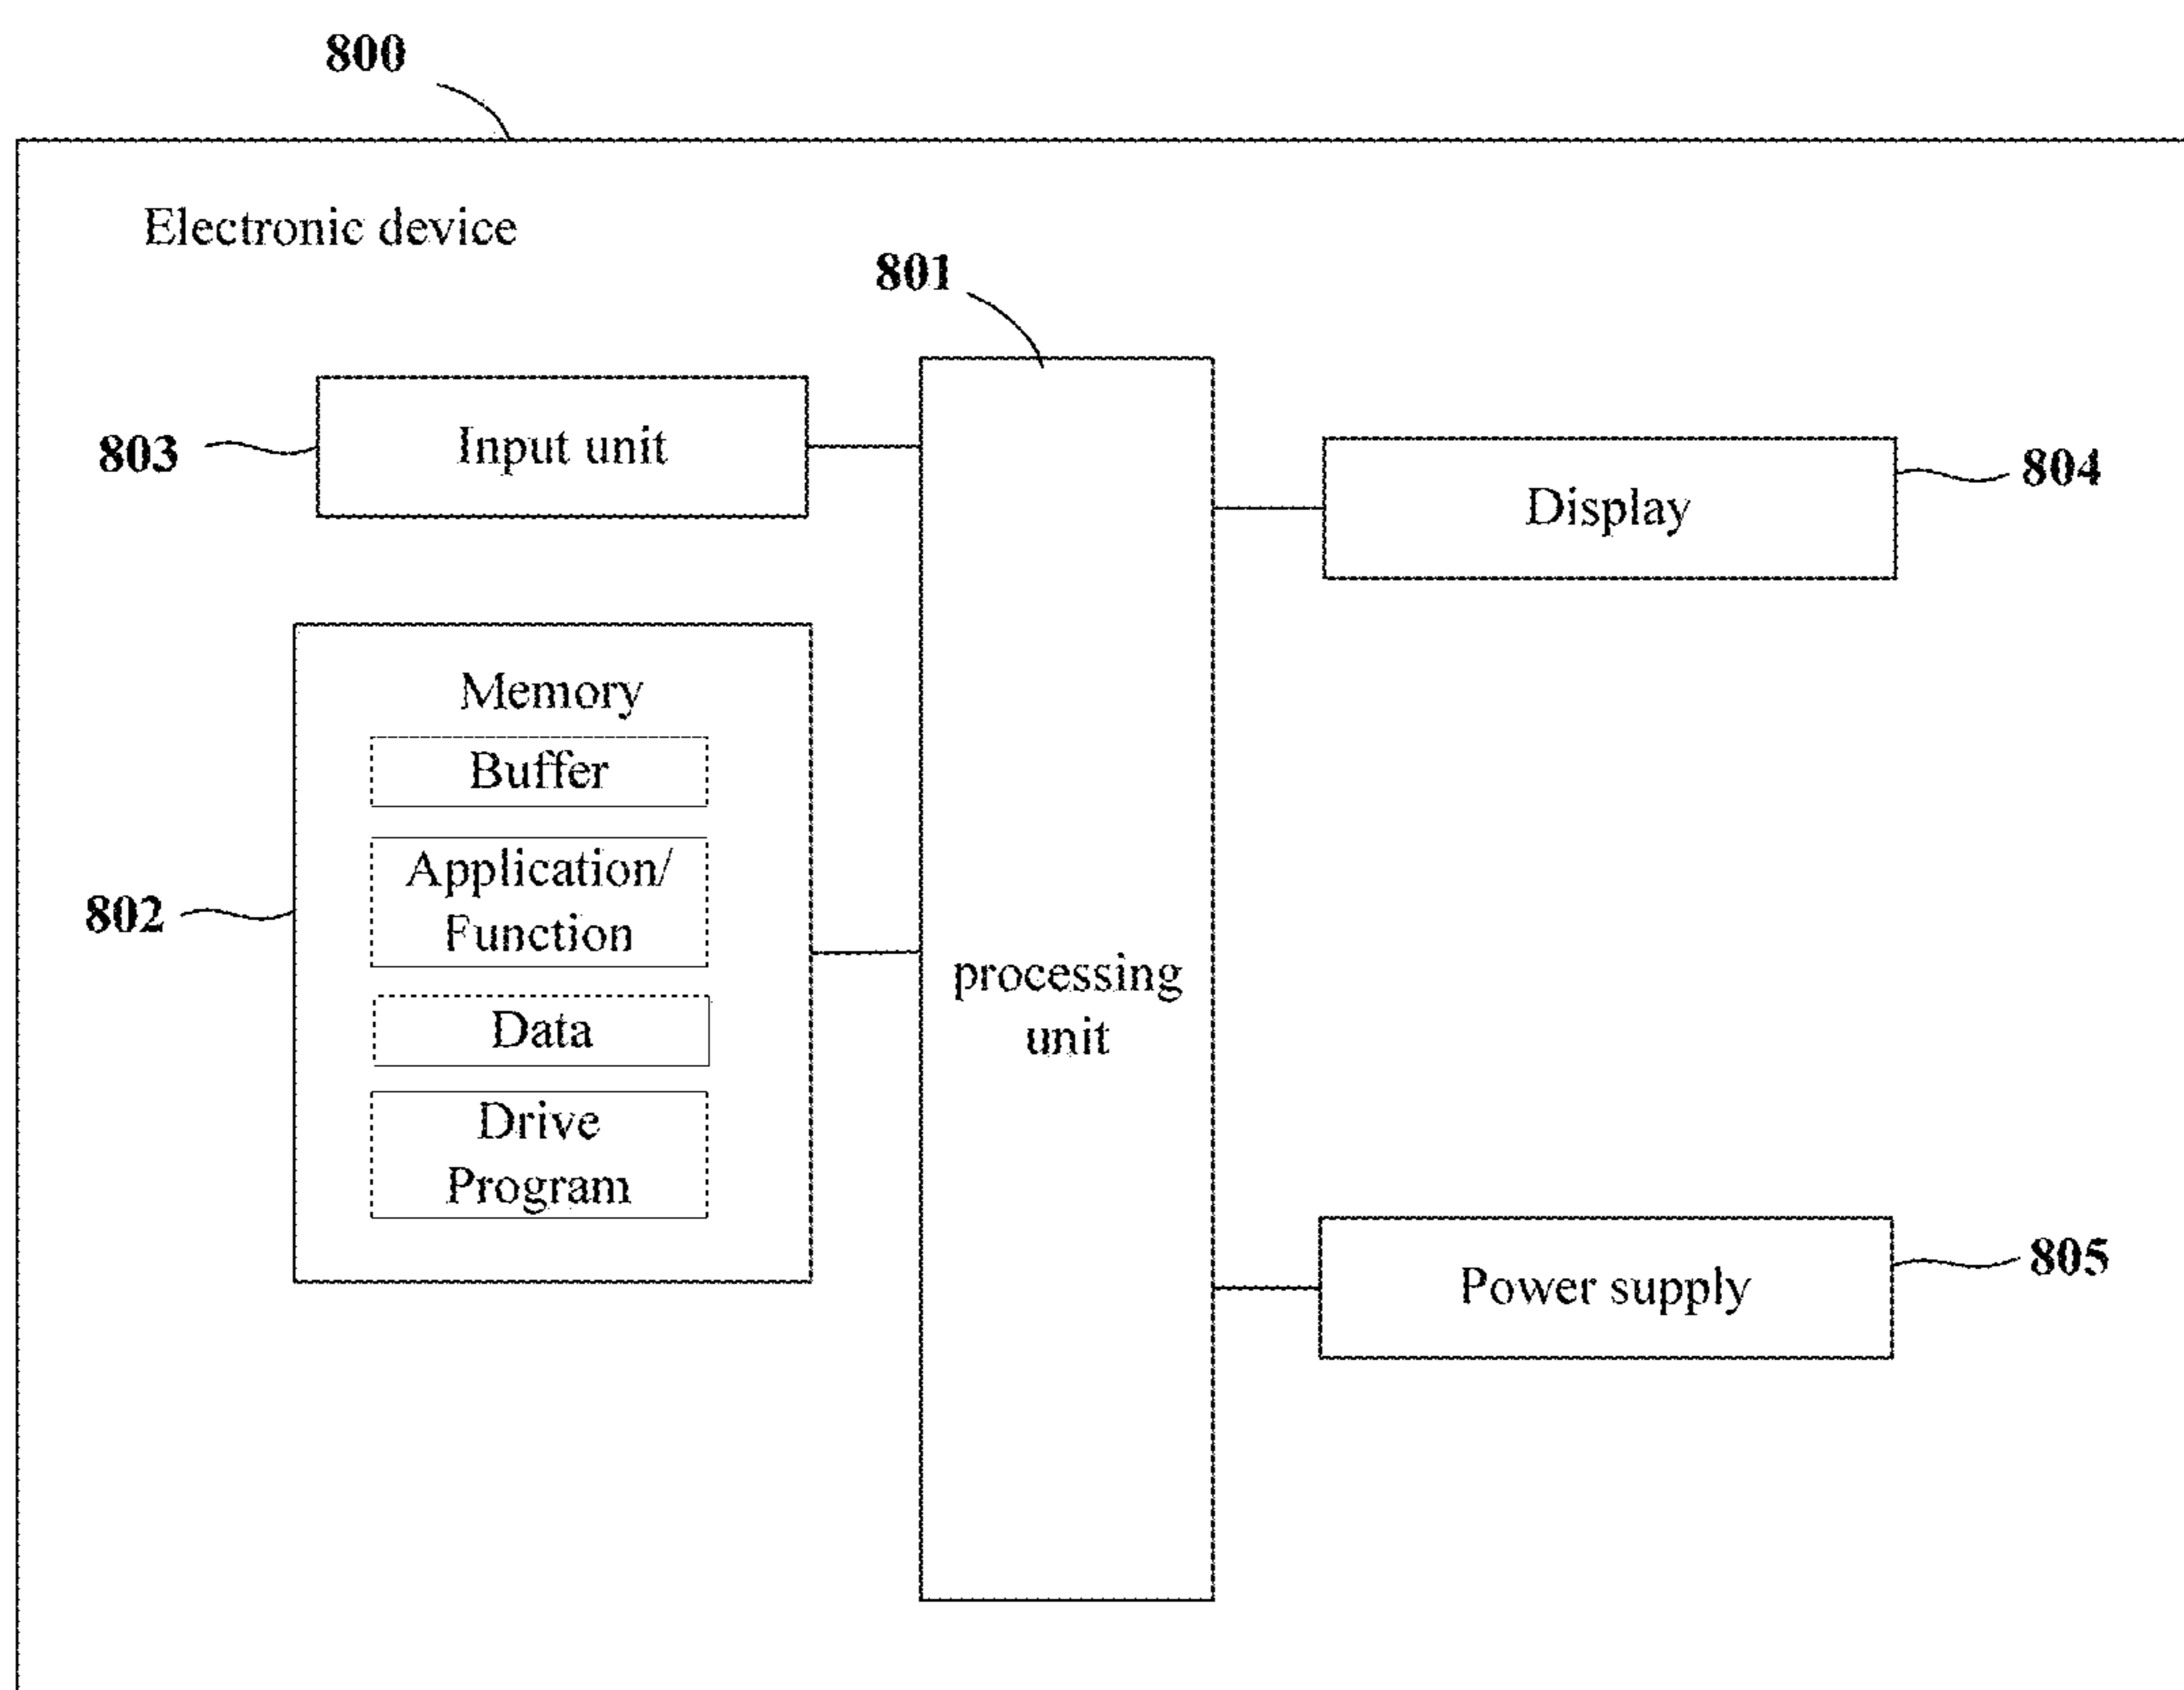 800
Electronic device
801
803
Input unit
Display
804
Memory
Buffer
Application/
Function
802
Data
Drive
Program
processing
unit
Power supply
805